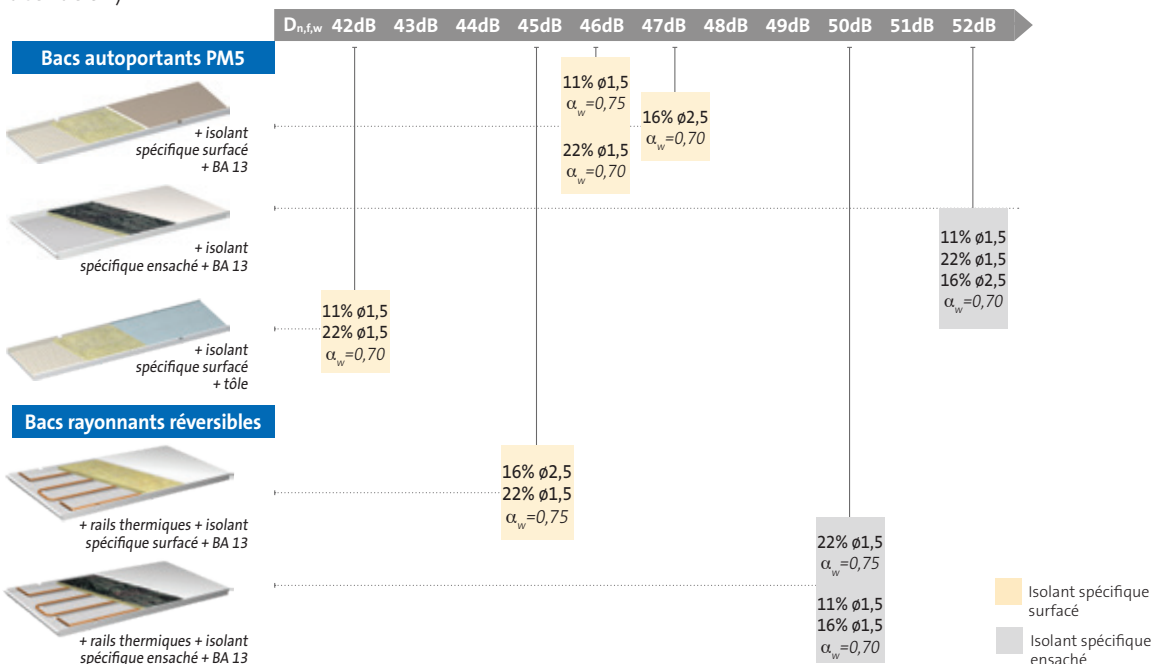 D n,f,w 42dB 43dB 44dB 45dB 46dB 47dB 48dB 49dB 50dB 51dB 52dB
Bacs autoportants PM5
+ isolant
spécifique surfacé
+ BA 13
11% ø1,5
αw=0,75
22% ø1,5
αw=0,70
16% ø2,5
αw=0,70
+ isolant
spécifique ensaché + BA 13
11% ø1,5
22% ø1,5
16% ø2,5
αw=0,70
+ isolant
spécifique surfacé
+ tôle
11% ø1,5
22% ø1,5
αw=0,70
Bacs rayonnants réversibles
+ rails thermiques + isolant
spécifique surfacé + BA 13
16% ø2,5
22% ø1,5
αw=0,75
+ rails thermiques + isolant
spécifique ensaché + BA 13
22% ø1,5
αw=0,75
11% ø1,5
16% ø1,5
αw=0,70
Isolant spécifique
surfacé
Isolant spécifique
ensaché